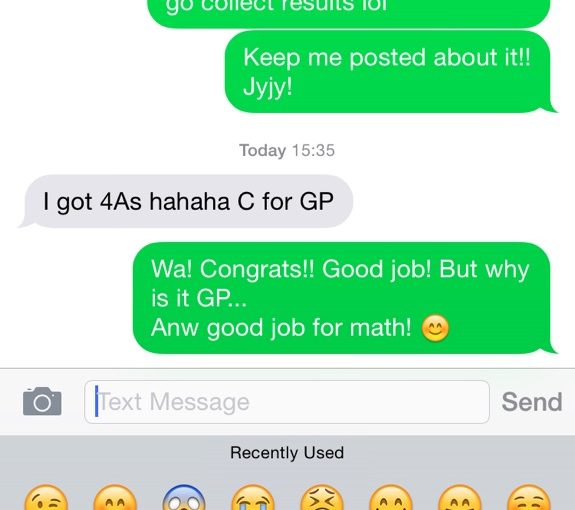 go collect results lol
Keep me posted about it!!
Jyjy!
Today 15:35
I got 4As hahaha C for GP
Wa! Congrats!! Good job! But why
is it GP...
Anw good job for math! 😊
Text Message
Send
Recently Used